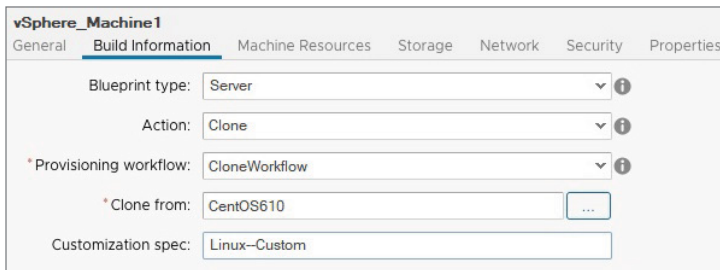 vSphere_Machine1
General Build Information Machine Resources Storage Network Security Properties
Blueprint type: Server
Action: Clone
*Provisioning workflow: CloneWorkflow
*Clone from: CentOS610 ...
Customization spec: Linux--Custom